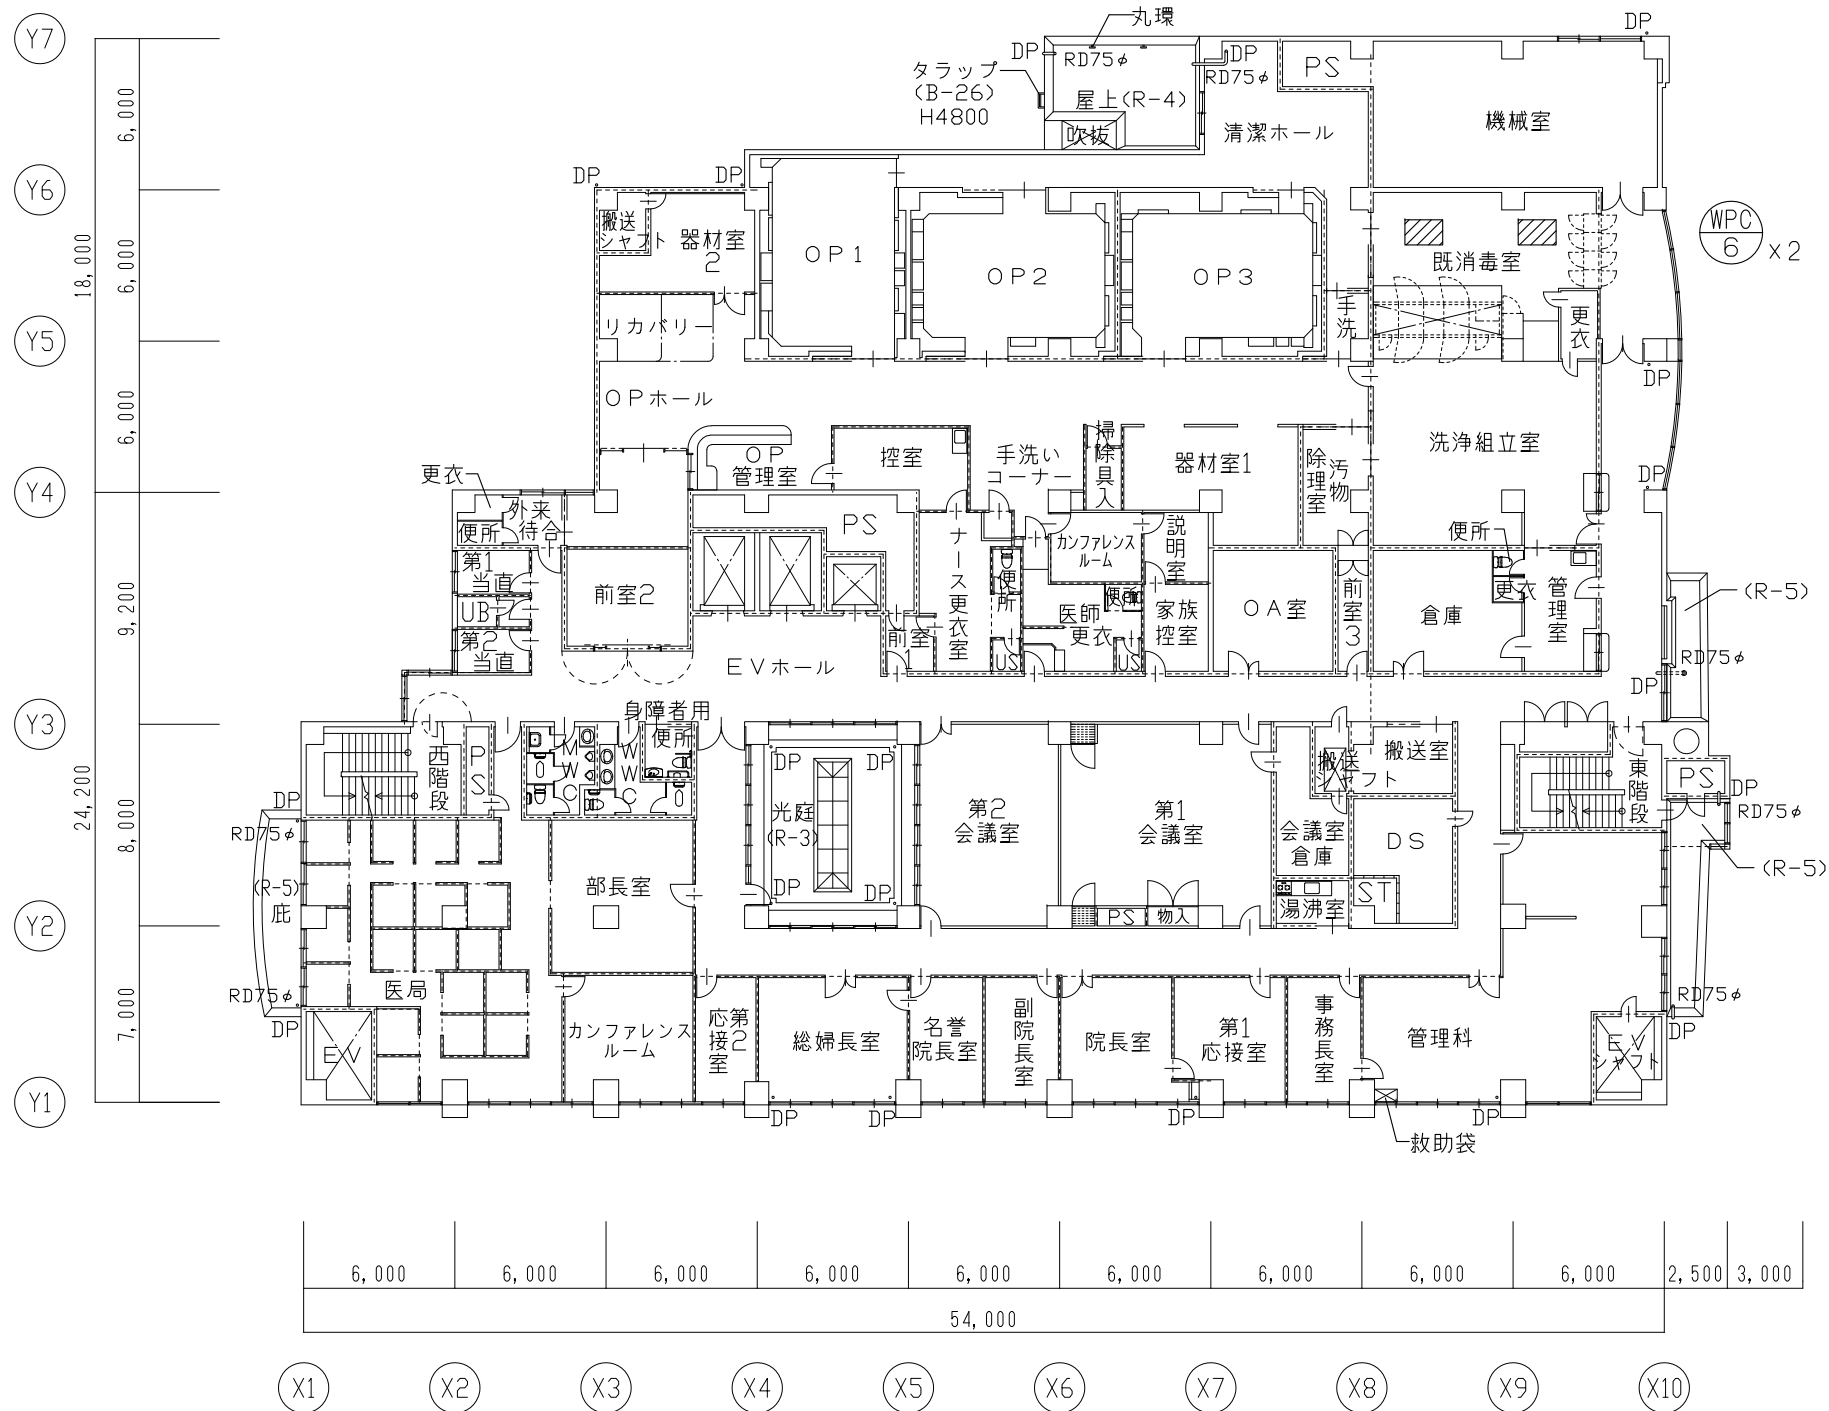 Y7
Y6
Y5
Y4
Y3
Y2
Y1
6,000
6,000
6,000
9,200
8,000
7,000
18,000
24,200
丸環
DP
DP
RD75φ
DP
RD75φ
タラップ
(B-26)
H4800
屋上(R-4)
吹抜
PS
清潔ホール
機械室
DP
DP
搬送
シャフト
器材室
2
OP1
OP2
OP3
既消毒室
WPC
6
X2
リカバリー
手洗
更衣
DP
OPホール
OP
管理室
控室
手洗い
コーナー
掃除具入
器材室1
汚物
除理室
洗浄組立室
DP
更衣
外来
待合
便所
PS
第1
当直
UB
第2
当直
前室2
前室
1
ナース更衣室
便所
US
カンファレンス
ルーム
説明室
便所
医師
更衣
US
家族
控室
OA室
前室3
倉庫
便所
更衣
管理室
(R-5)
RD75φ
DP
EVホール
身障者用
便所
西階段
PS
MWC
WWC
DP
DP
光庭
(R-3)
DP
DP
第2
会議室
第1
会議室
搬送
シャフト
搬送室
会議室
倉庫
DS
湯沸室
ST
PS
物入
東階段
PS
DP
RD75φ
(R-5)
DP
RD75φ
(R-5)
庇
RD75φ
DP
部長室
医局
EV
カンファレンス
ルーム
第2
応接室
総婦長室
名誉
院長室
副院長室
院長室
第1
応接室
事務長室
管理科
EV
シャフト
RD75φ
DP
DP
DP
DP
DP
救助袋
6,000
6,000
6,000
6,000
6,000
6,000
6,000
6,000
6,000
2,500
3,000
54,000
X1
X2
X3
X4
X5
X6
X7
X8
X9
X10